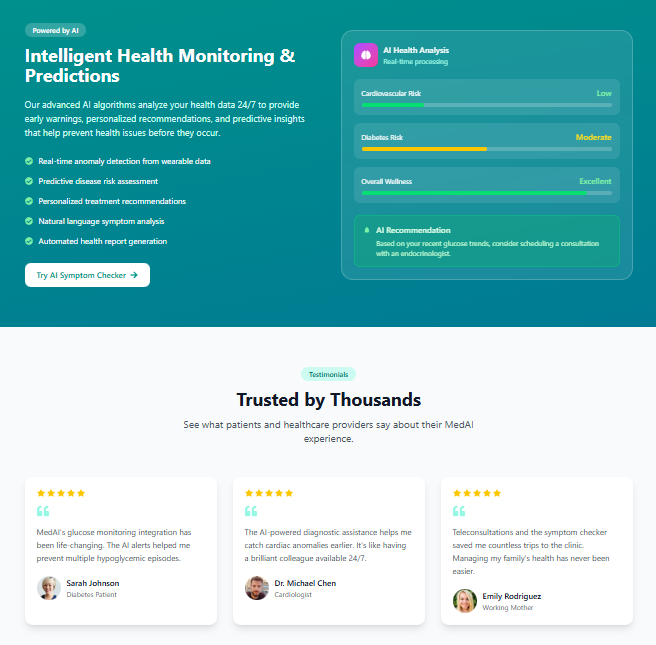 Powered by AI
Intelligent Health Monitoring &
Predictions
Our advanced AI algorithms analyze your health data 24/7 to provide
early warnings, personalized recommendations, and predictive insights
that help prevent health issues before they occur.
Real-time anomaly detection from wearable data
Predictive disease risk assessment
Personalized treatment recommendations
Natural language symptom analysis
Automated health report generation
Try AI Symptom Checker
AI Health Analysis
Real-time processing
Cardiovascular Risk Low
Diabetes Risk Moderate
Overall Wellness Excellent
AI Recommendation
Based on your recent glucose trends, consider scheduling a consultation
with an endocrinologist.
Testimonials
Trusted by Thousands
See what patients and healthcare providers say about their MedAI
experience.
MedAI's glucose monitoring integration has
been life-changing. The AI alerts helped me
prevent multiple hypoglycemic episodes.
Sarah Johnson
Diabetes Patient
The AI-powered diagnostic assistance helps me
catch cardiac anomalies earlier. It's like having
a brilliant colleague available 24/7.
Dr. Michael Chen
Cardiologist
Teleconsultations and the symptom checker
saved me countless trips to the clinic.
Managing my family's health has never been
easier.
Emily Rodriguez
Working Mother